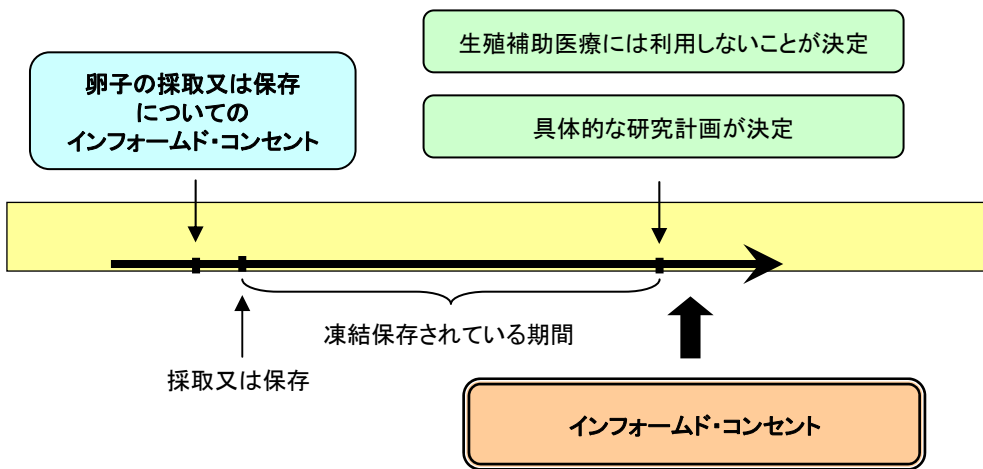 生殖補助医療には利用しないことが決定
卵子の採取又は保存
についての
インフォームド・コンセント
具体的な研究計画が決定
凍結保存されている期間
採取又は保存
インフォームド・コンセント